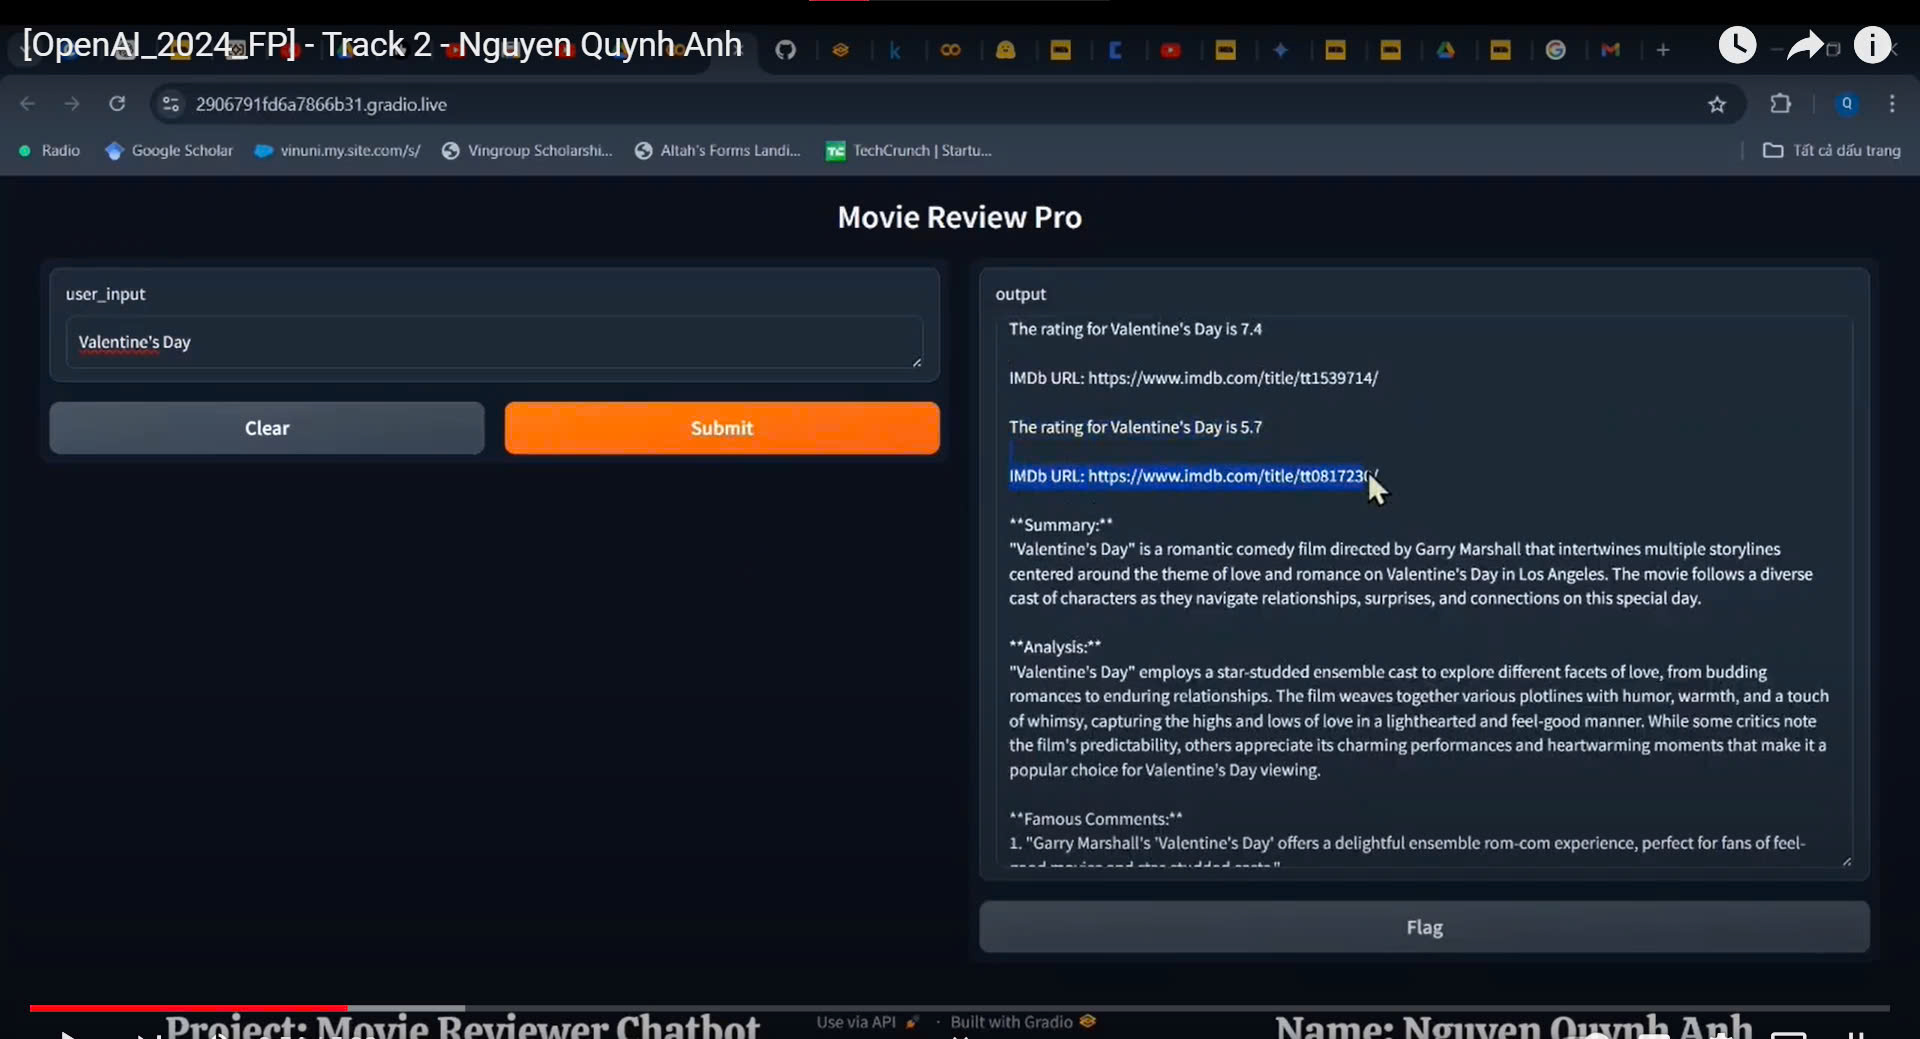 [OpenAI_2024_FP] - Track 2 - Nguyen Quynh Anh
2906791fd6a7866b31.gradio.live
Radio
Google Scholar
vinuni.my.site.com/s/
Vingroup Scholarshi...
Altah's Forms Landi...
TechCrunch | Startu...
Tất cả dấu trang
Movie Review Pro
user_input
Valentine's Day
Clear
Submit
output
The rating for Valentine's Day is 7.4
IMDb URL: https://www.imdb.com/title/tt1539714/
The rating for Valentine's Day is 5.7
IMDb URL: https://www.imdb.com/title/tt0817230/
**Summary:**
"Valentine's Day" is a romantic comedy film directed by Garry Marshall that intertwines multiple storylines
centered around the theme of love and romance on Valentine's Day in Los Angeles. The movie follows a diverse
cast of characters as they navigate relationships, surprises, and connections on this special day.
**Analysis:**
"Valentine's Day" employs a star-studded ensemble cast to explore different facets of love, from budding
romances to enduring relationships. The film weaves together various plotlines with humor, warmth, and a touch
of whimsy, capturing the highs and lows of love in a lighthearted and feel-good manner. While some critics note
the film's predictability, others appreciate its charming performances and heartwarming moments that make it a
popular choice for Valentine's Day viewing.
**Famous Comments:**
1. "Garry Marshall's 'Valentine's Day' offers a delightful ensemble rom-com experience, perfect for fans of feel-
good movies and star-studded casts."
Flag
Use via API · Built with Gradio
Project: Movie Reviewer Chatbot
Name: Nguyen Quynh Anh